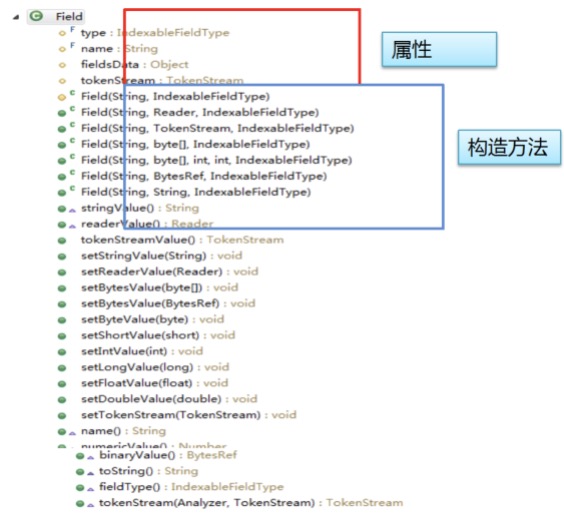 Field
type : IndexableFieldType
name : String
fieldsData : Object
tokenStream : TokenStream
属性
Field(String, IndexableFieldType)
Field(String, Reader, IndexableFieldType)
Field(String, TokenStream, IndexableFieldType)
Field(String, byte[], IndexableFieldType)
Field(String, byte[], int, int, IndexableFieldType)
Field(String, BytesRef, IndexableFieldType)
Field(String, String, IndexableFieldType)
构造方法
stringValue() : String
readerValue() : Reader
tokenStreamValue() : TokenStream
setStringValue(String) : void
setReaderValue(Reader) : void
setBytesValue(byte[]) : void
setBytesValue(BytesRef) : void
setByteValue(byte) : void
setShortValue(short) : void
setIntValue(int) : void
setLongValue(long) : void
setFloatValue(float) : void
setDoubleValue(double) : void
setTokenStream(TokenStream) : void
name() : String
numericValue() : Number
binaryValue() : BytesRef
toString() : String
fieldType() : IndexableFieldType
tokenStream(Analyzer, TokenStream) : TokenStream